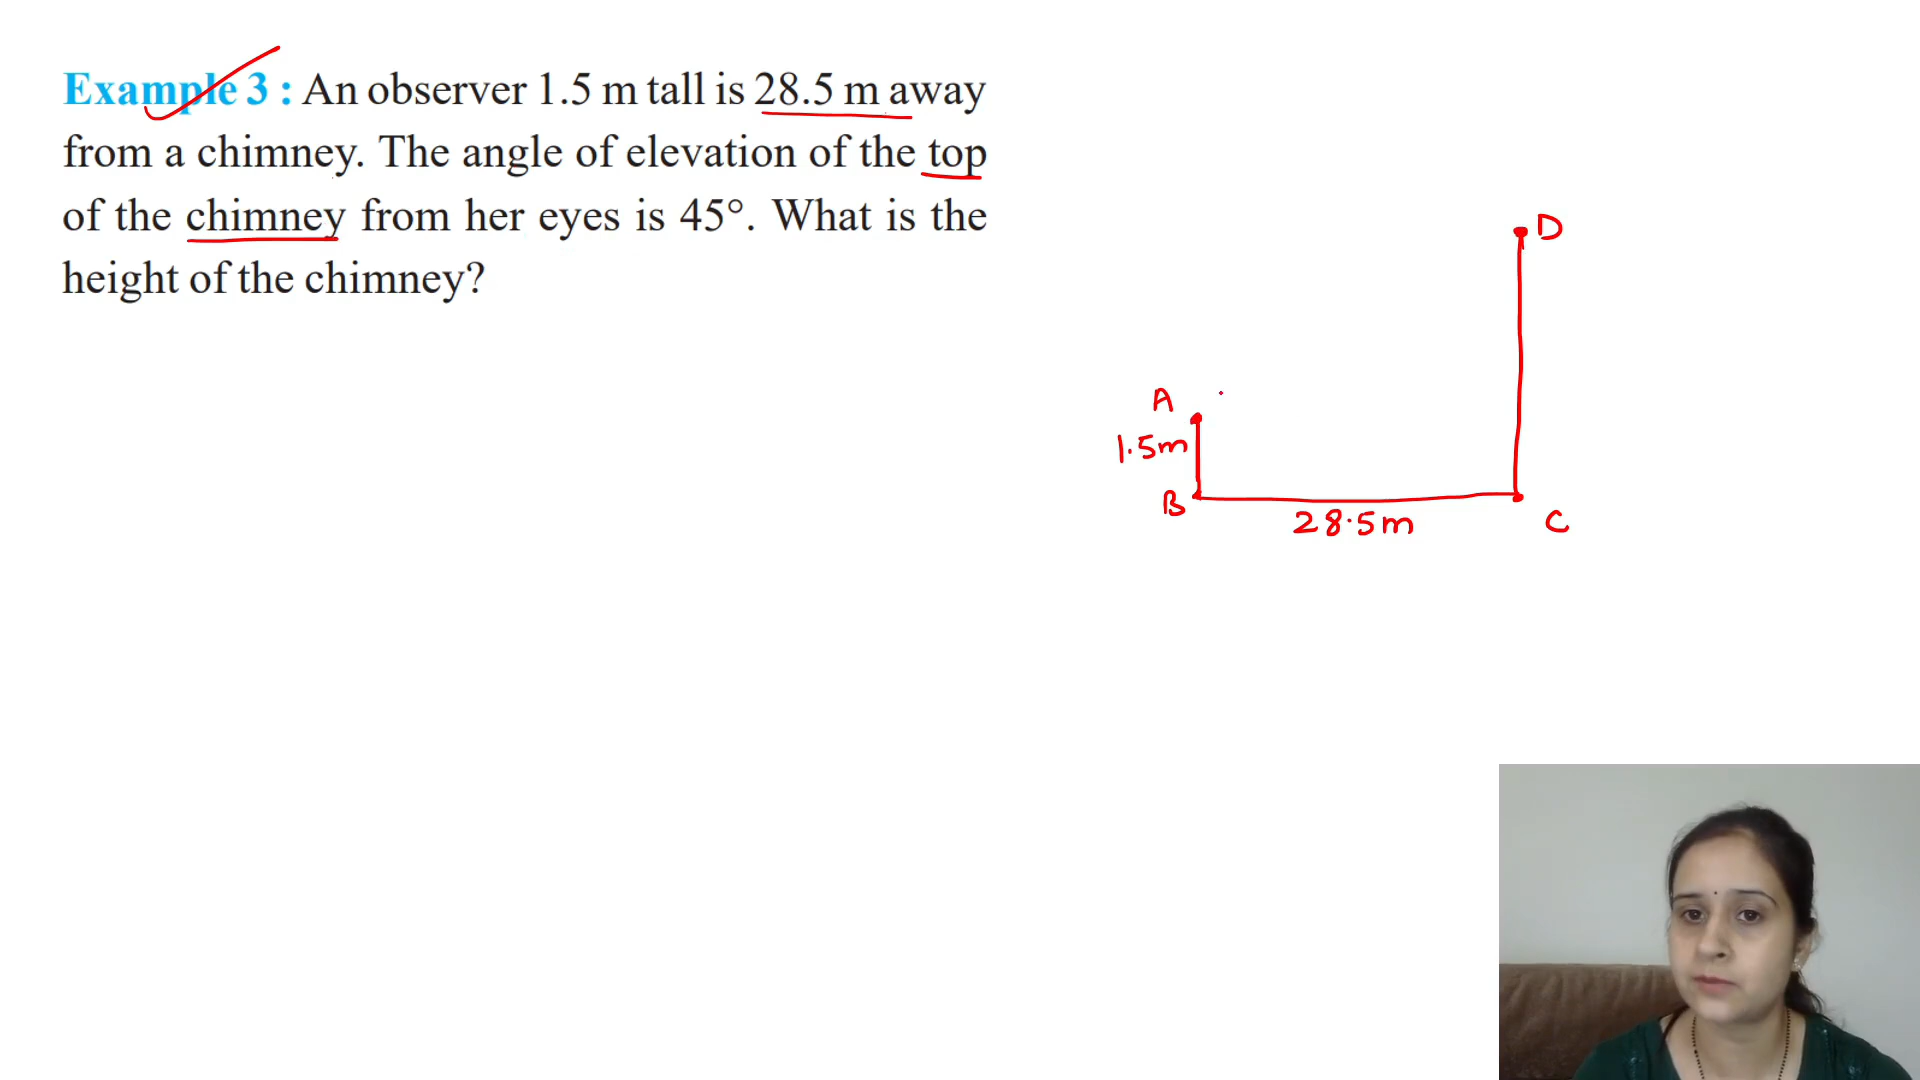 Example 3 : An observer 1.5 m tall is 28.5 m away
from a chimney. The angle of elevation of the top
of the chimney from her eyes is 45°. What is the
height of the chimney?
D
A
1.5m
B
28.5m
C